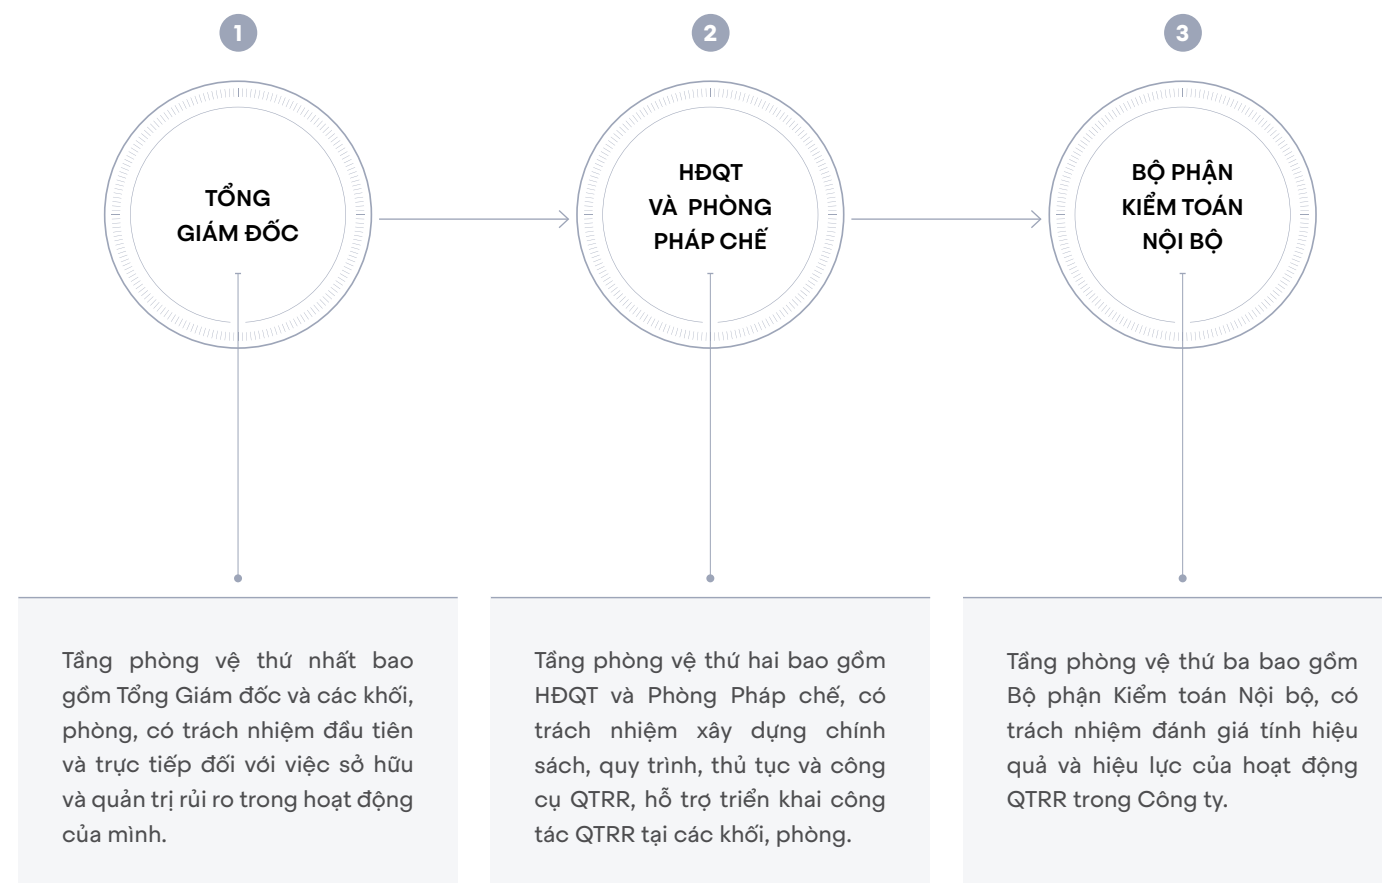 1
TỔNG
GIÁM ĐỐC
Tầng phòng vệ thứ nhất bao
gồm Tổng Giám đốc và các khối,
phòng, có trách nhiệm đầu tiên
và trực tiếp đối với việc sở hữu
và quản trị rủi ro trong hoạt động
của mình.
2
HĐQT
VÀ PHÒNG
PHÁP CHẾ
Tầng phòng vệ thứ hai bao gồm
HĐQT và Phòng Pháp chế, có
trách nhiệm xây dựng chính
sách, quy trình, thủ tục và công
cụ QTRR, hỗ trợ triển khai công
tác QTRR tại các khối, phòng.
3
BỘ PHẬN
KIỂM TOÁN
NỘI BỘ
Tầng phòng vệ thứ ba bao gồm
Bộ phận Kiểm toán Nội bộ, có
trách nhiệm đánh giá tính hiệu
quả và hiệu lực của hoạt động
QTRR trong Công ty.